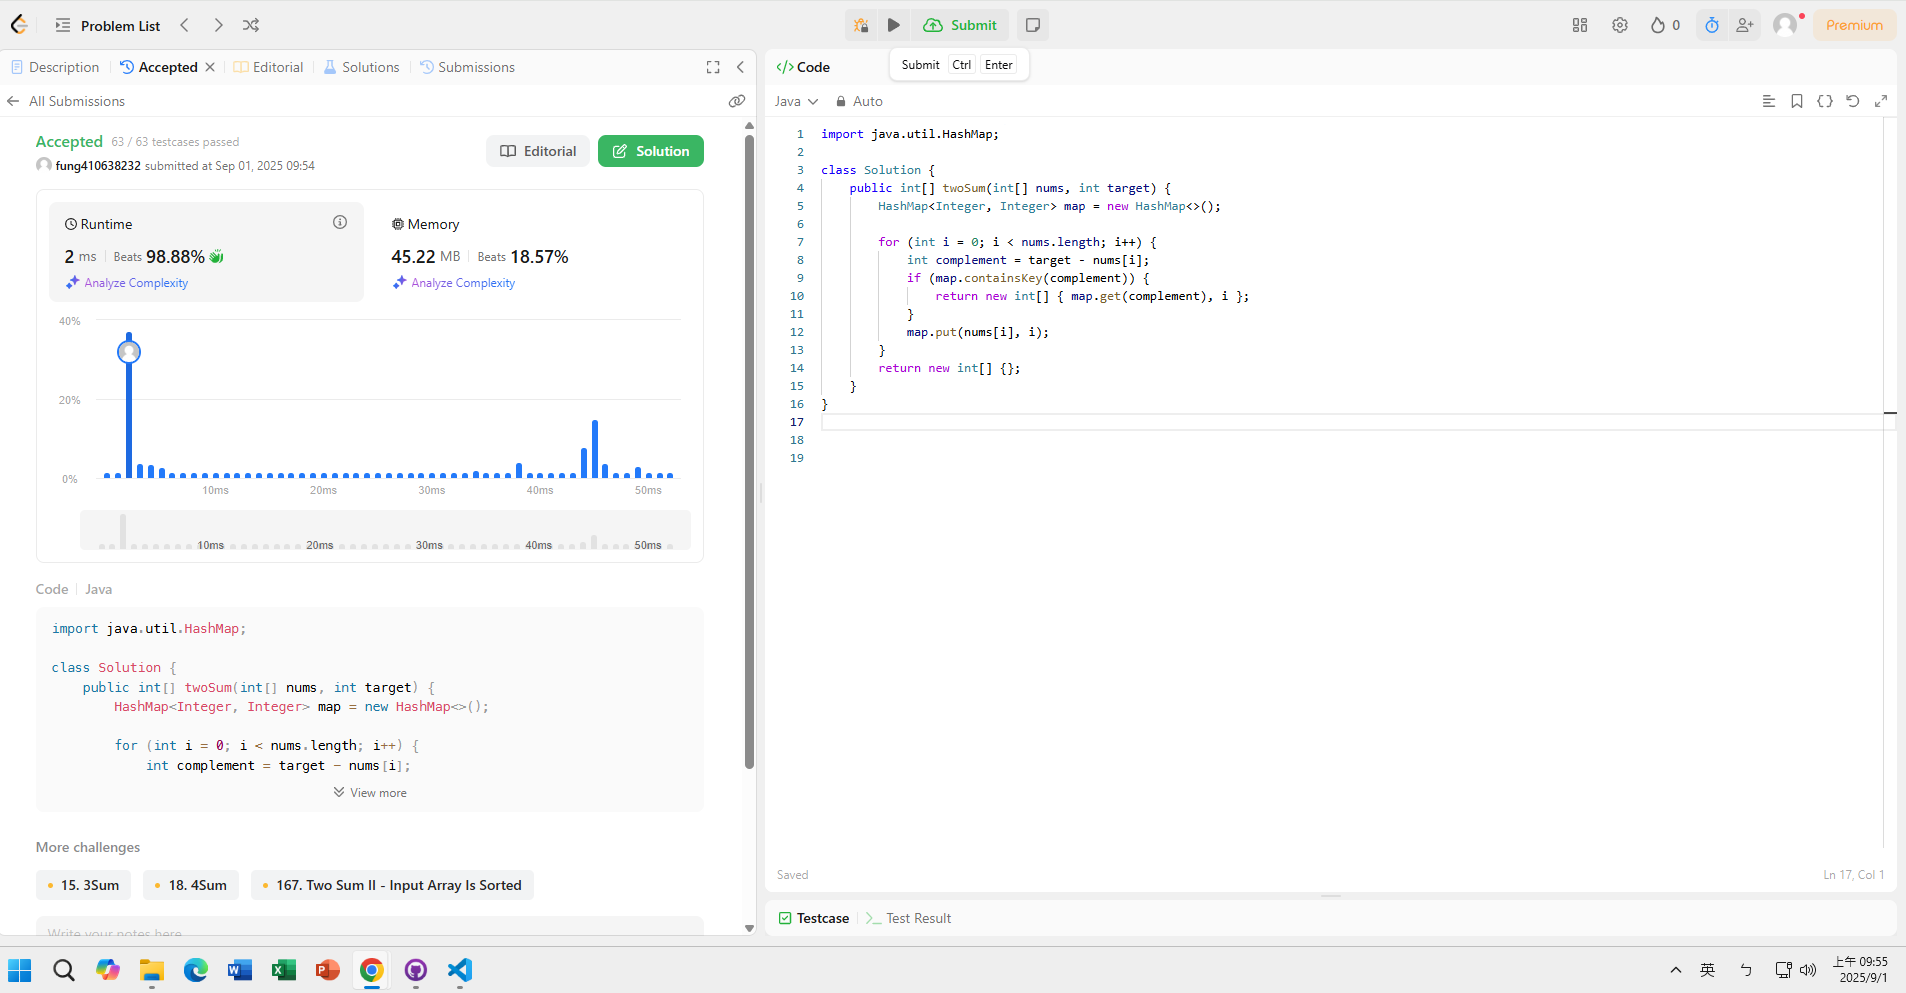 Problem List
Submit
0
Premium
Description
Accepted
Editorial
Solutions
Submissions
All Submissions
Accepted 63 / 63 testcases passed
fung410638232 submitted at Sep 01, 2025 09:54
Editorial
Solution
Runtime
2 ms Beats 98.88%
Analyze Complexity
Memory
45.22 MB Beats 18.57%
Analyze Complexity
40%
20%
0%
10ms 20ms 30ms 40ms 50ms
10ms 20ms 30ms 40ms 50ms
Code Java
import java.util.HashMap;
class Solution {
public int[] twoSum(int[] nums, int target) {
HashMap<Integer, Integer> map = new HashMap<>();
for (int i = 0; i < nums.length; i++) {
int complement = target - nums[i];
View more
More challenges
15. 3Sum
18. 4Sum
167. Two Sum II - Input Array Is Sorted
Write your notes here
Code
Submit Ctrl Enter
Java
Auto
1 import java.util.HashMap;
2
3 class Solution {
4 public int[] twoSum(int[] nums, int target) {
5 HashMap<Integer, Integer> map = new HashMap<>();
6
7 for (int i = 0; i < nums.length; i++) {
8 int complement = target - nums[i];
9 if (map.containsKey(complement)) {
10 return new int[] { map.get(complement), i };
11 }
12 map.put(nums[i], i);
13 }
14 return new int[] {};
15 }
16 }
17
18
19
Saved
Ln 17, Col 1
Testcase
Test Result
英
ㄅ
上午 09:55
2025/9/1